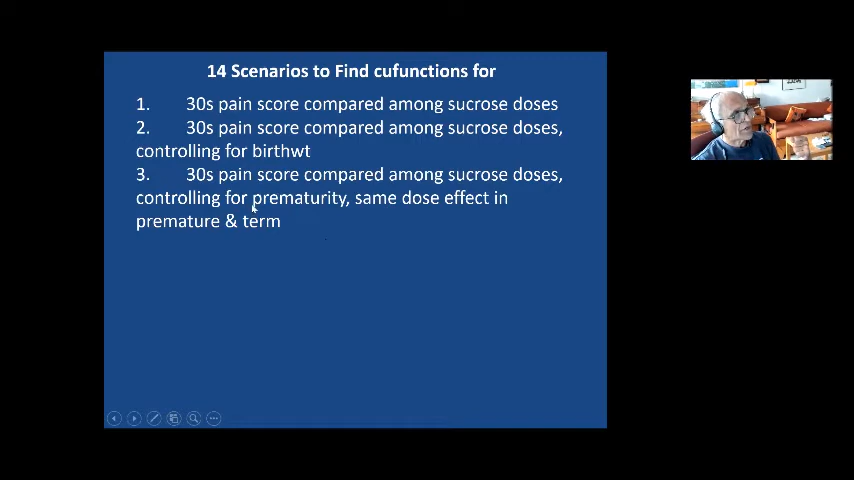 14 Scenarios to Find cufunctions for
1. 30s pain score compared among sucrose doses
2. 30s pain score compared among sucrose doses,
controlling for birthwt
3. 30s pain score compared among sucrose doses,
controlling for prematurity, same dose effect in
premature & term